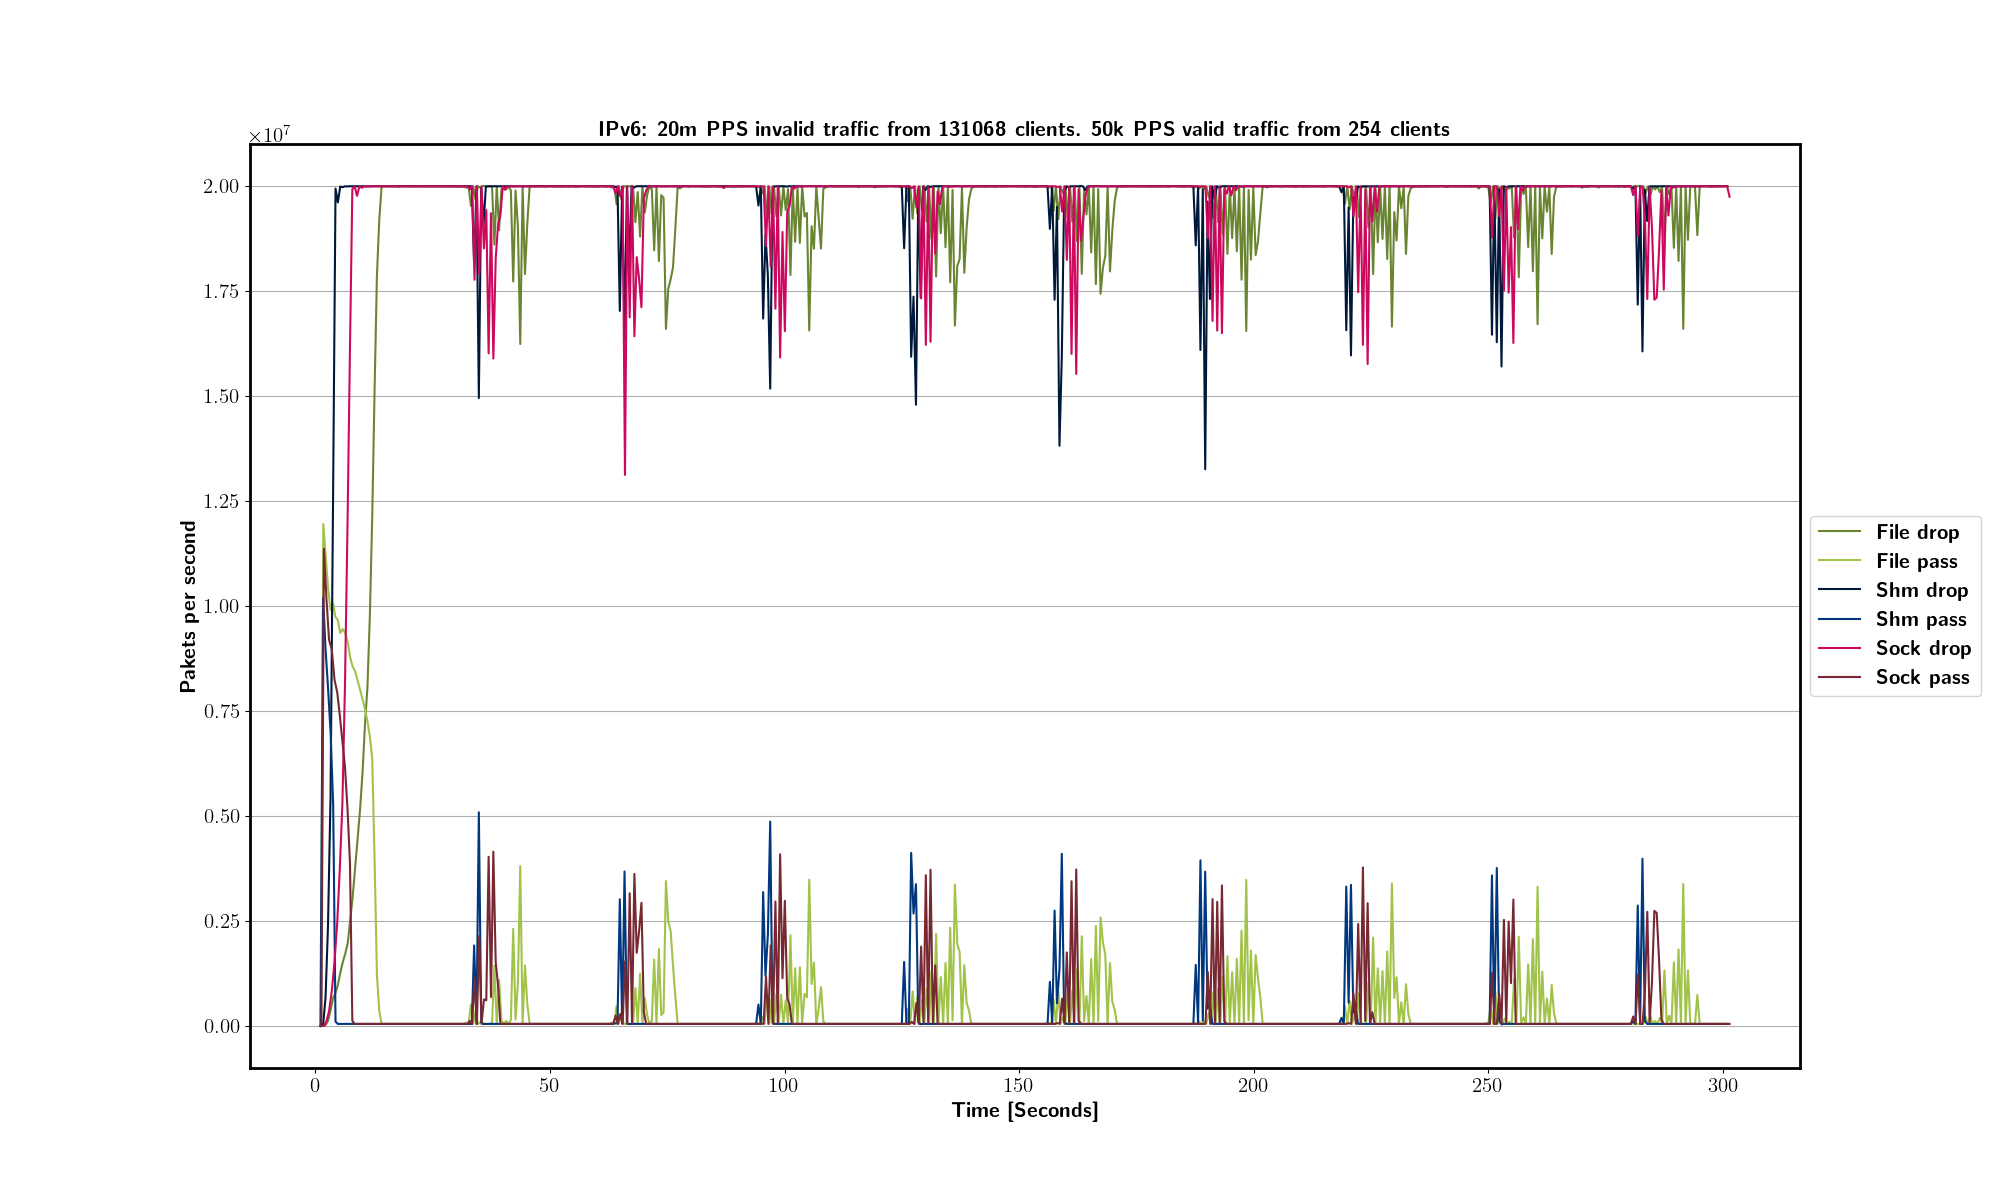 IPv6: 20m PPS invalid traffic from 131068 clients. 50k PPS valid traffic from 254 clients
×10⁷
2.00
1.75
1.50
1.25
1.00
0.75
0.50
0.25
0.00
Pakets per second
0 50 100 150 200 250 300
Time [Seconds]
File drop
File pass
Shm drop
Shm pass
Sock drop
Sock pass